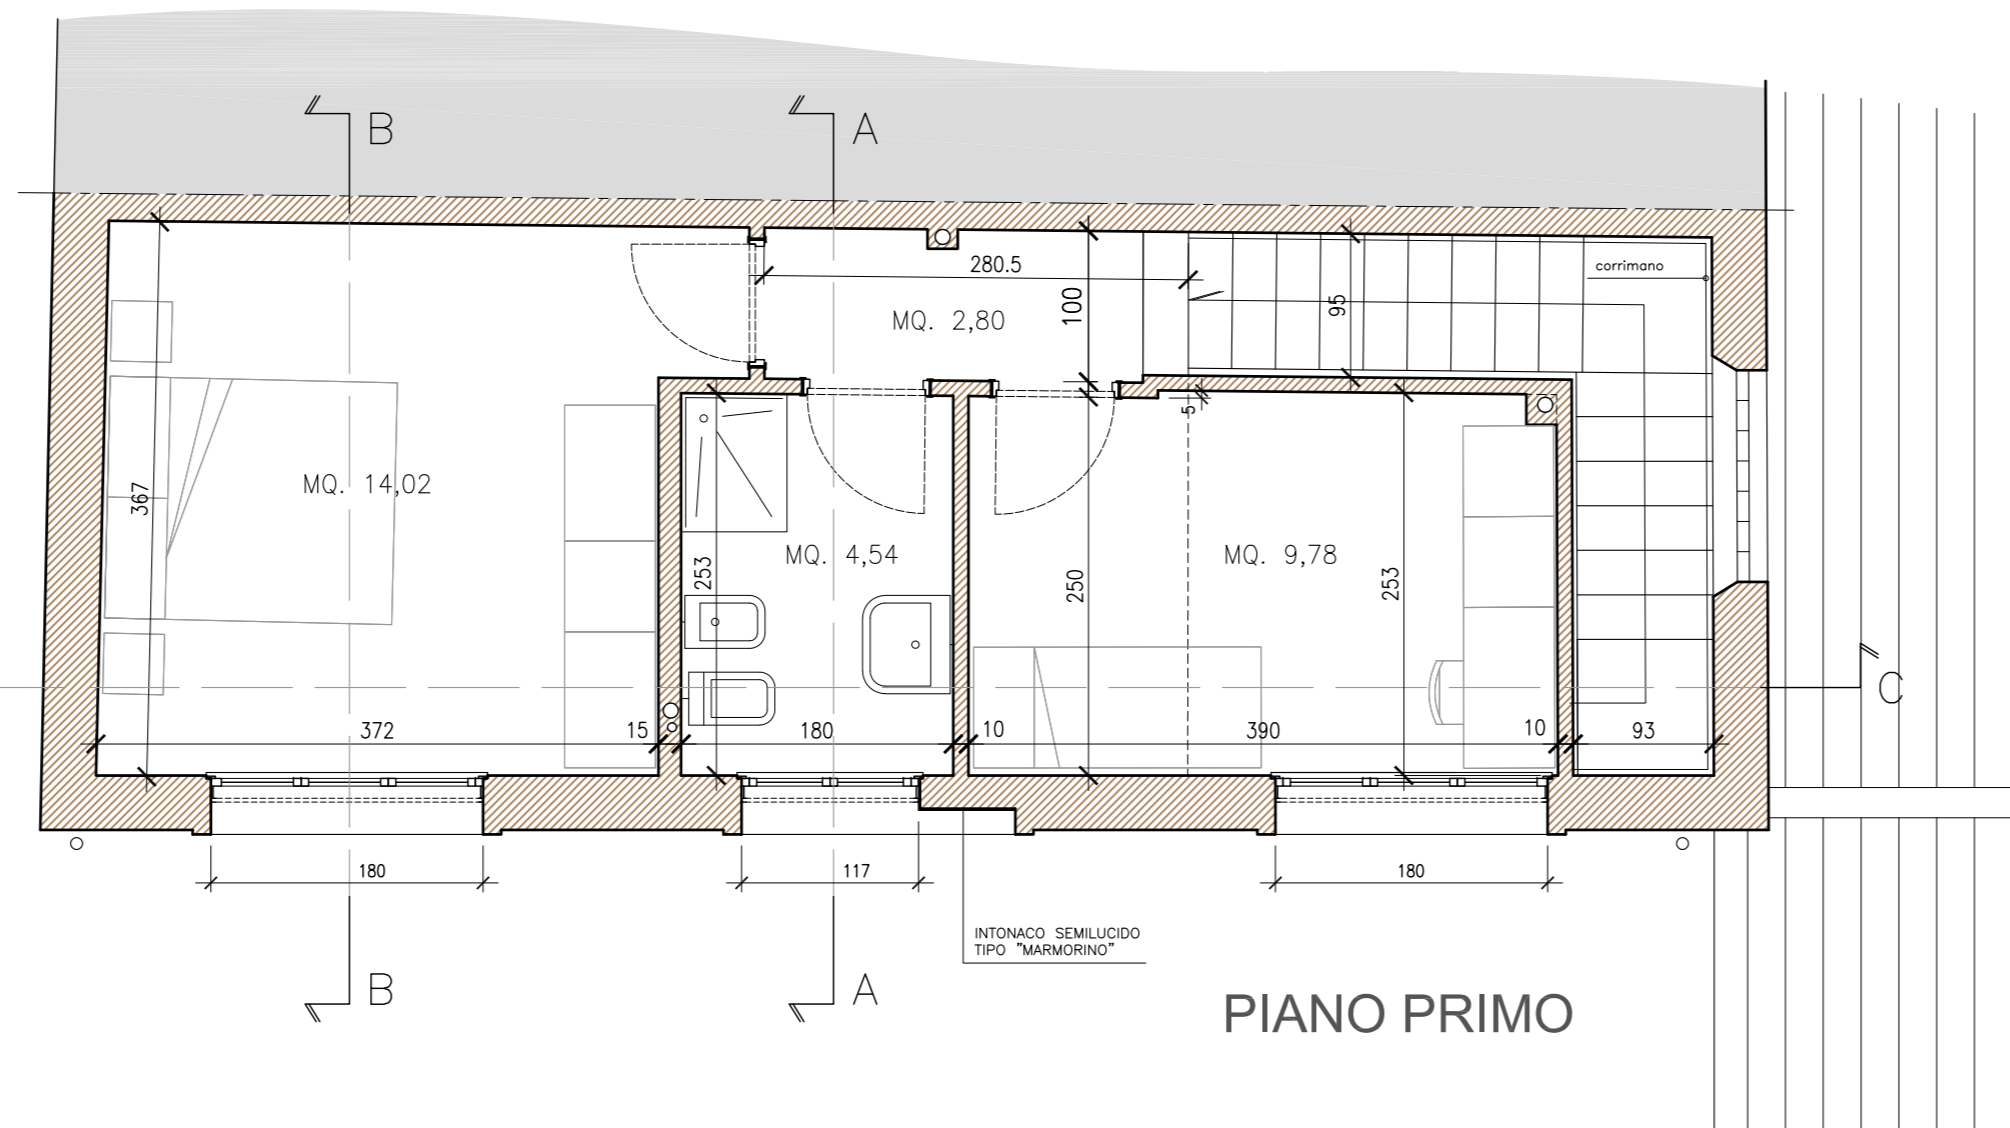 B
A
280.5
corrimano
100
95
MQ. 2,80
5
367
MQ. 14,02
253
MQ. 4,54
250
MQ. 9,78
253
C
372
15
180
10
390
10
93
180
117
180
INTONACO SEMILUCIDO
TIPO "MARMORINO"
B
A
PIANO PRIMO